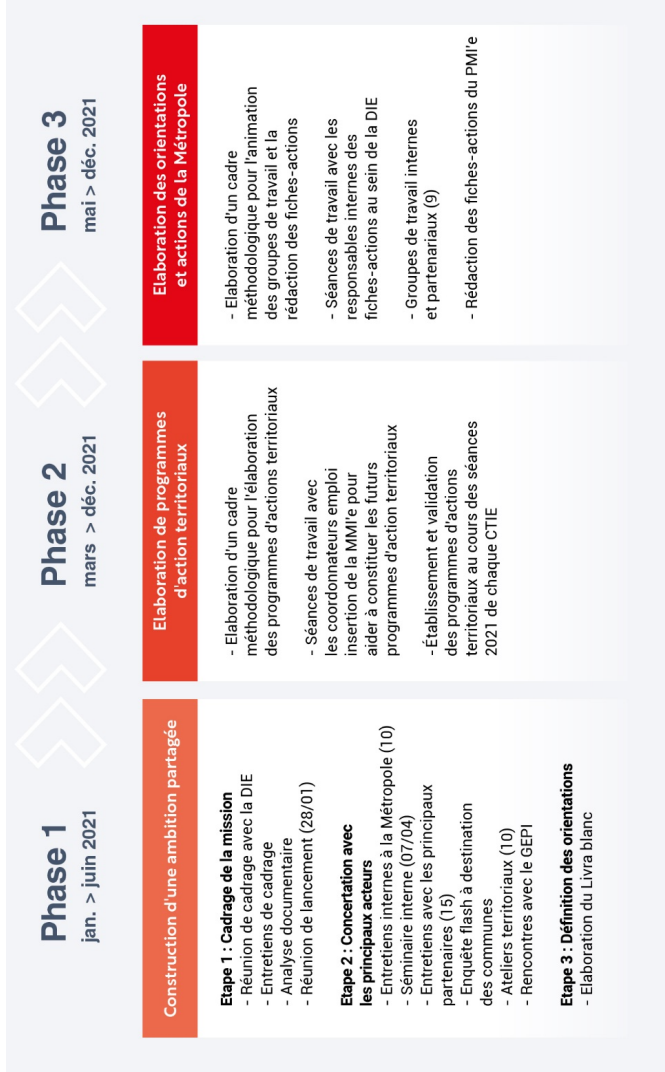 Phase 1
jan. > juin 2021
Construction d'une ambition partagée
Etape 1 : Cadrage de la mission
- Réunion de cadrage avec la DIE
- Entretiens de cadrage
- Analyse documentaire
- Réunion de lancement (28/01)
Etape 2 : Concertation avec
les principaux acteurs
- Entretiens internes à la Métropole (10)
- Séminaire interne (07/04)
- Entretiens avec les principaux
partenaires (15)
- Enquête flash à destination
des communes
- Ateliers territoriaux (10)
- Rencontres avec le GEPI
Etape 3 : Définition des orientations
- Elaboration du Livra blanc
Phase 2
mars > déc. 2021
Elaboration de programmes
d'action territoriaux
- Elaboration d'un cadre
méthodologique pour l'élaboration
des programmes d'actions territoriaux
- Séances de travail avec
les coordonnateurs emploi
insertion de la MMI'e pour
aider à constituer les futurs
programmes d'action territoriaux
- Établissement et validation
des programmes d'actions
territoriaux au cours des séances
2021 de chaque CTIE
Phase 3
mai > déc. 2021
Elaboration des orientations
et actions de la Métropole
- Elaboration d'un cadre
méthodologique pour l'animation
des groupes de travail et la
rédaction des fiches-actions
- Séances de travail avec les
responsables internes des
fiches-actions au sein de la DIE
- Groupes de travail internes
et partenariaux (9)
- Rédaction des fiches-actions du PMI'e